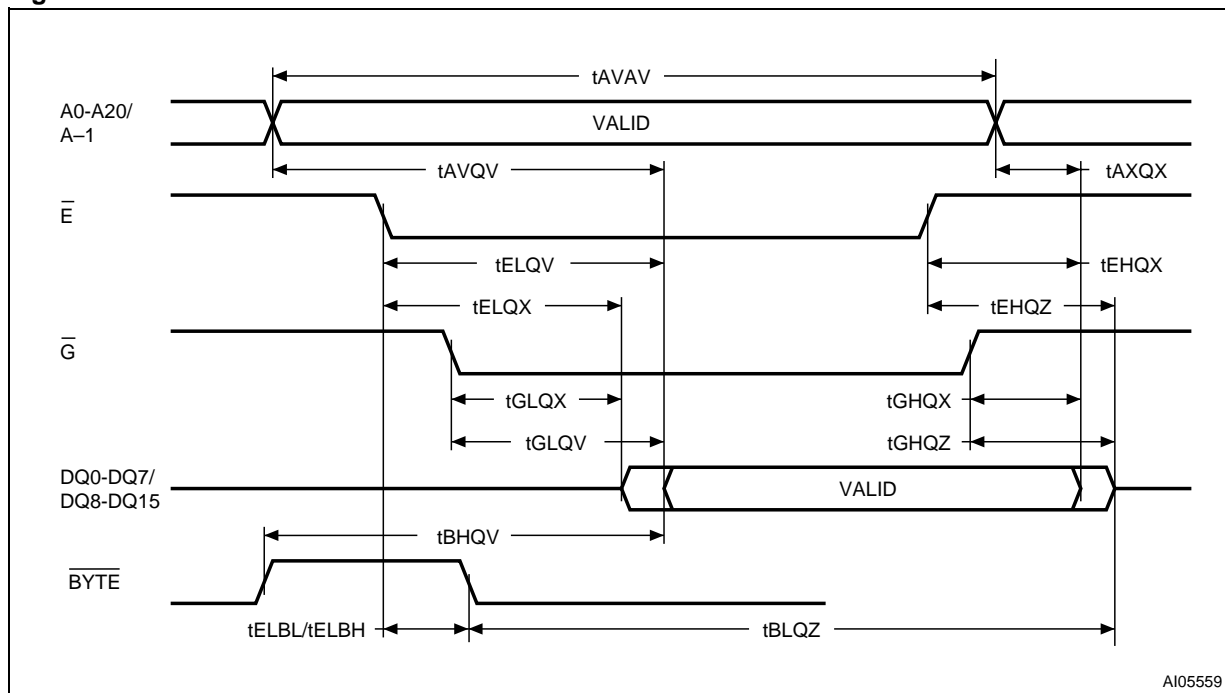 tAVAV
A0-A20/
A–1
VALID
tAVQV
tAXQX
E
tELQV
tEHQX
tELQX
tEHQZ
G
tGLQX
tGHQX
tGLQV
tGHQZ
DQ0-DQ7/
DQ8-DQ15
VALID
tBHQV
BYTE
tELBL/tELBH
tBLQZ
AI05559